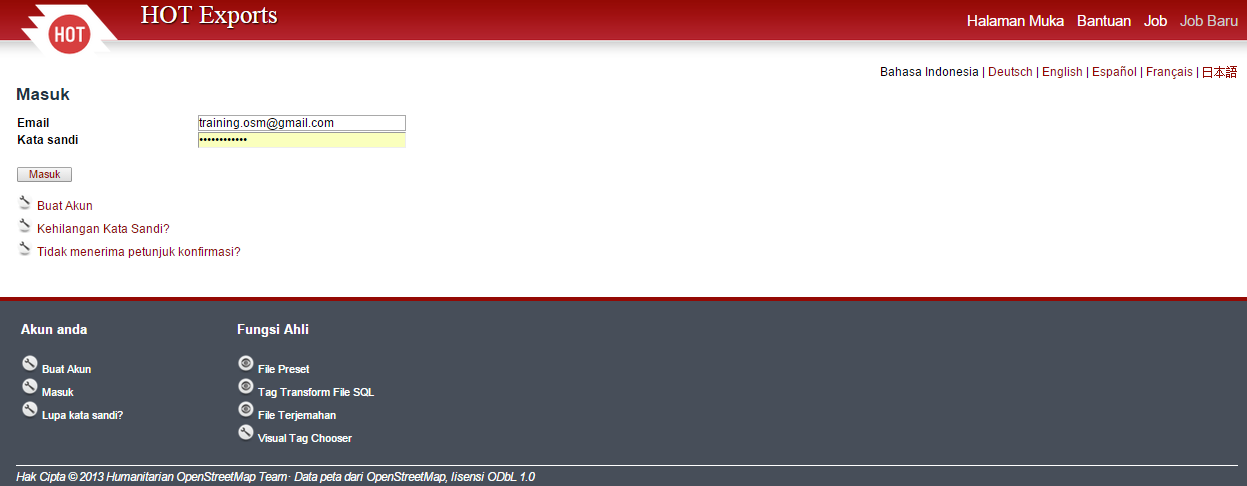 HOT
HOT Exports
Halaman Muka Bantuan Job Job Baru
Bahasa Indonesia | Deutsch | English | Español | Français | 日本語
Masuk
Email training.osm@gmail.com
Kata sandi ••••••••••••
Masuk
Buat Akun
Kehilangan Kata Sandi?
Tidak menerima petunjuk konfirmasi?
Akun anda
Buat Akun
Masuk
Lupa kata sandi?
Fungsi Ahli
File Preset
Tag Transform File SQL
File Terjemahan
Visual Tag Chooser
Hak Cipta © 2013 Humanitarian OpenStreetMap Team · Data peta dari OpenStreetMap, lisensi ODbL 1.0